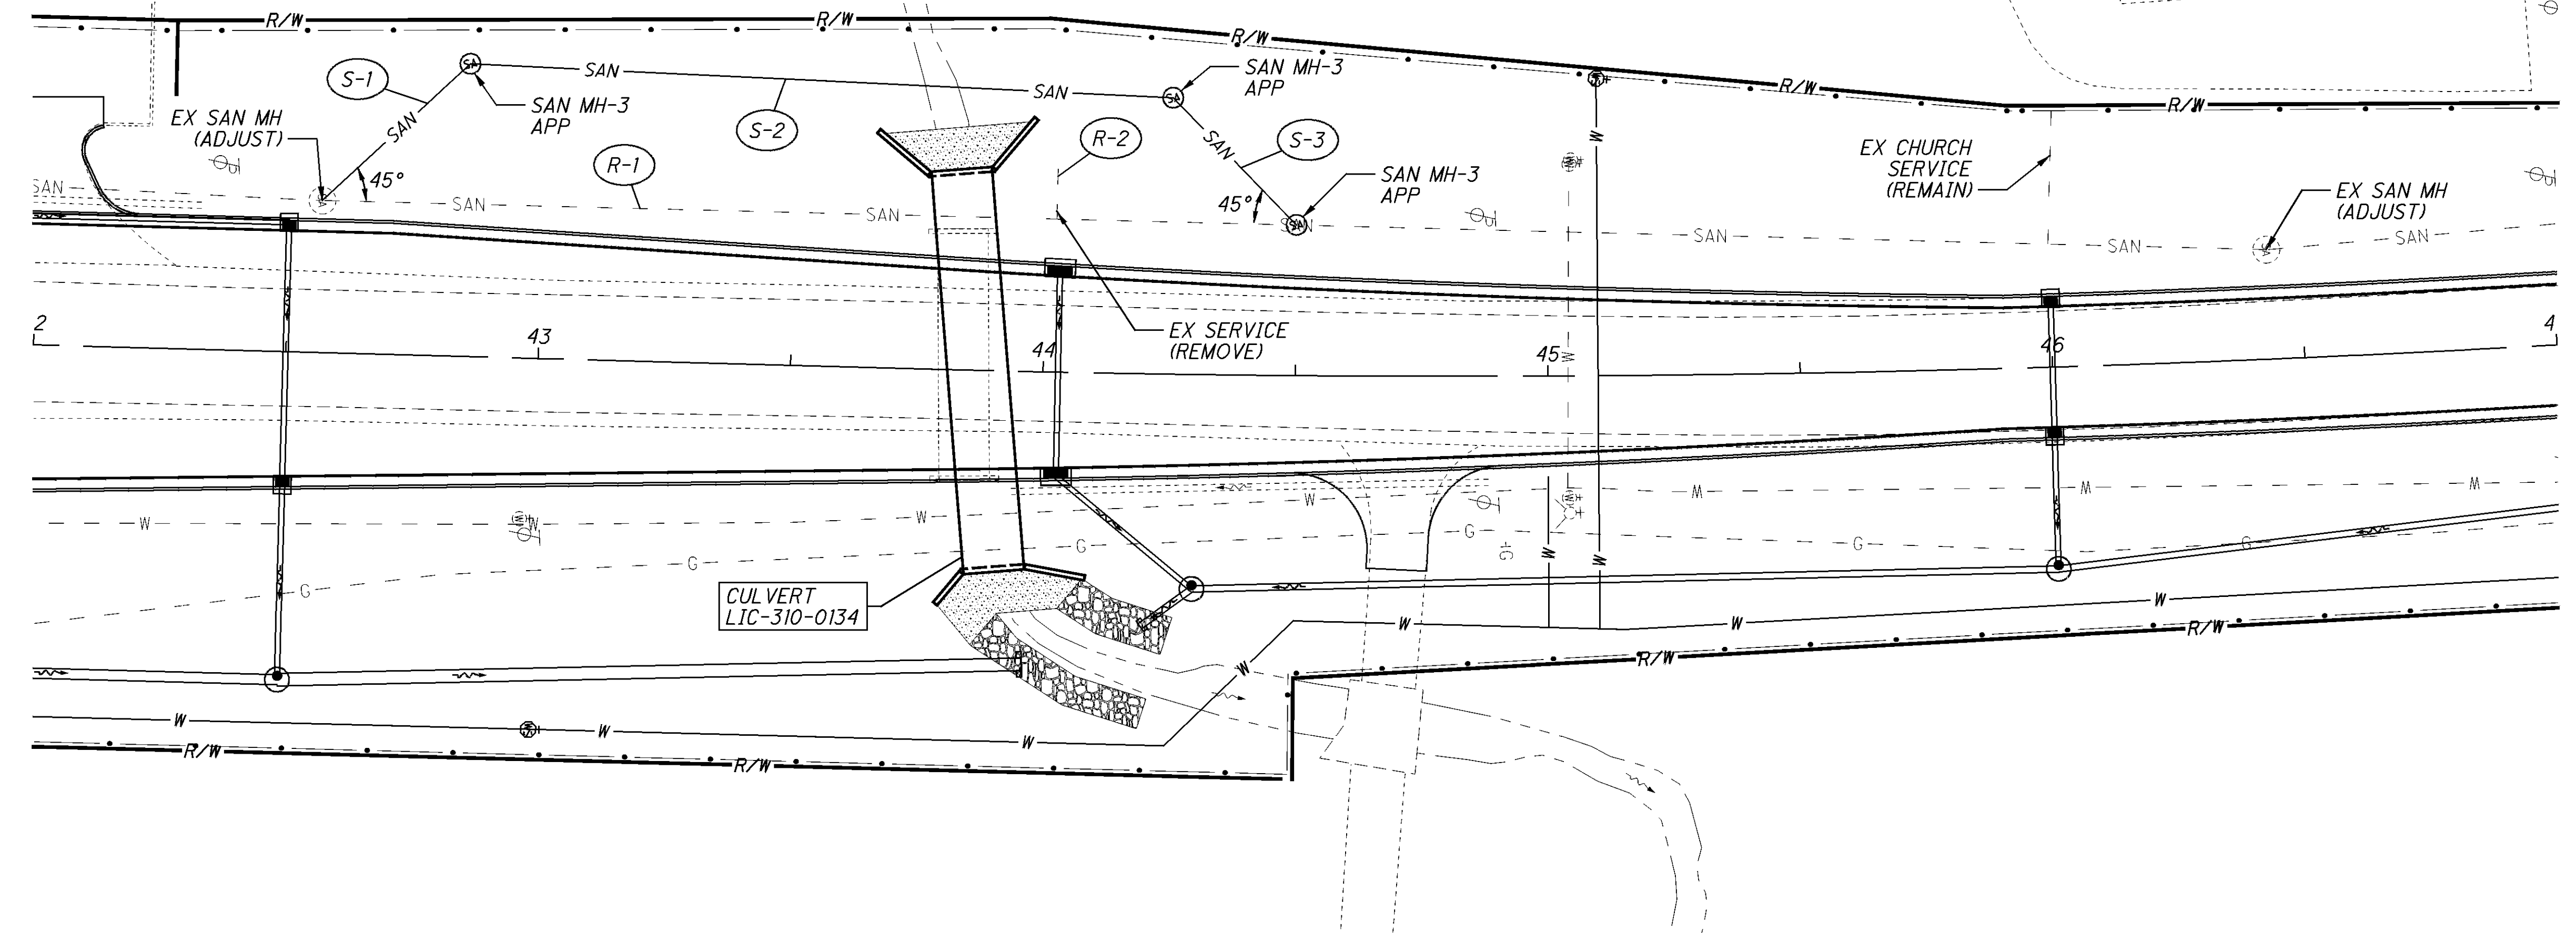 R/W
R/W
R/W
R/W
R/W
S-1
SA
SAN
SAN
SAN MH-3
APP
SA
SAN MH-3
APP
EX SAN MH
(ADJUST)
SAN
S-2
SAN
S-3
R-1
R-2
W
45°
SAN MH-3
APP
45°
EX CHURCH
SERVICE
(REMAIN)
EX SAN MH
(ADJUST)
SAN
SAN
SAN
SAN
SAN
SAN
SAN
EX SERVICE
(REMOVE)
2
43
44
45
46
4
W
W
W
W
W
W
W
W
G
G
G
G
G
G
W
W
CULVERT
LIC-310-0134
W
W
W
W
W
W
W
R/W
R/W
R/W
R/W